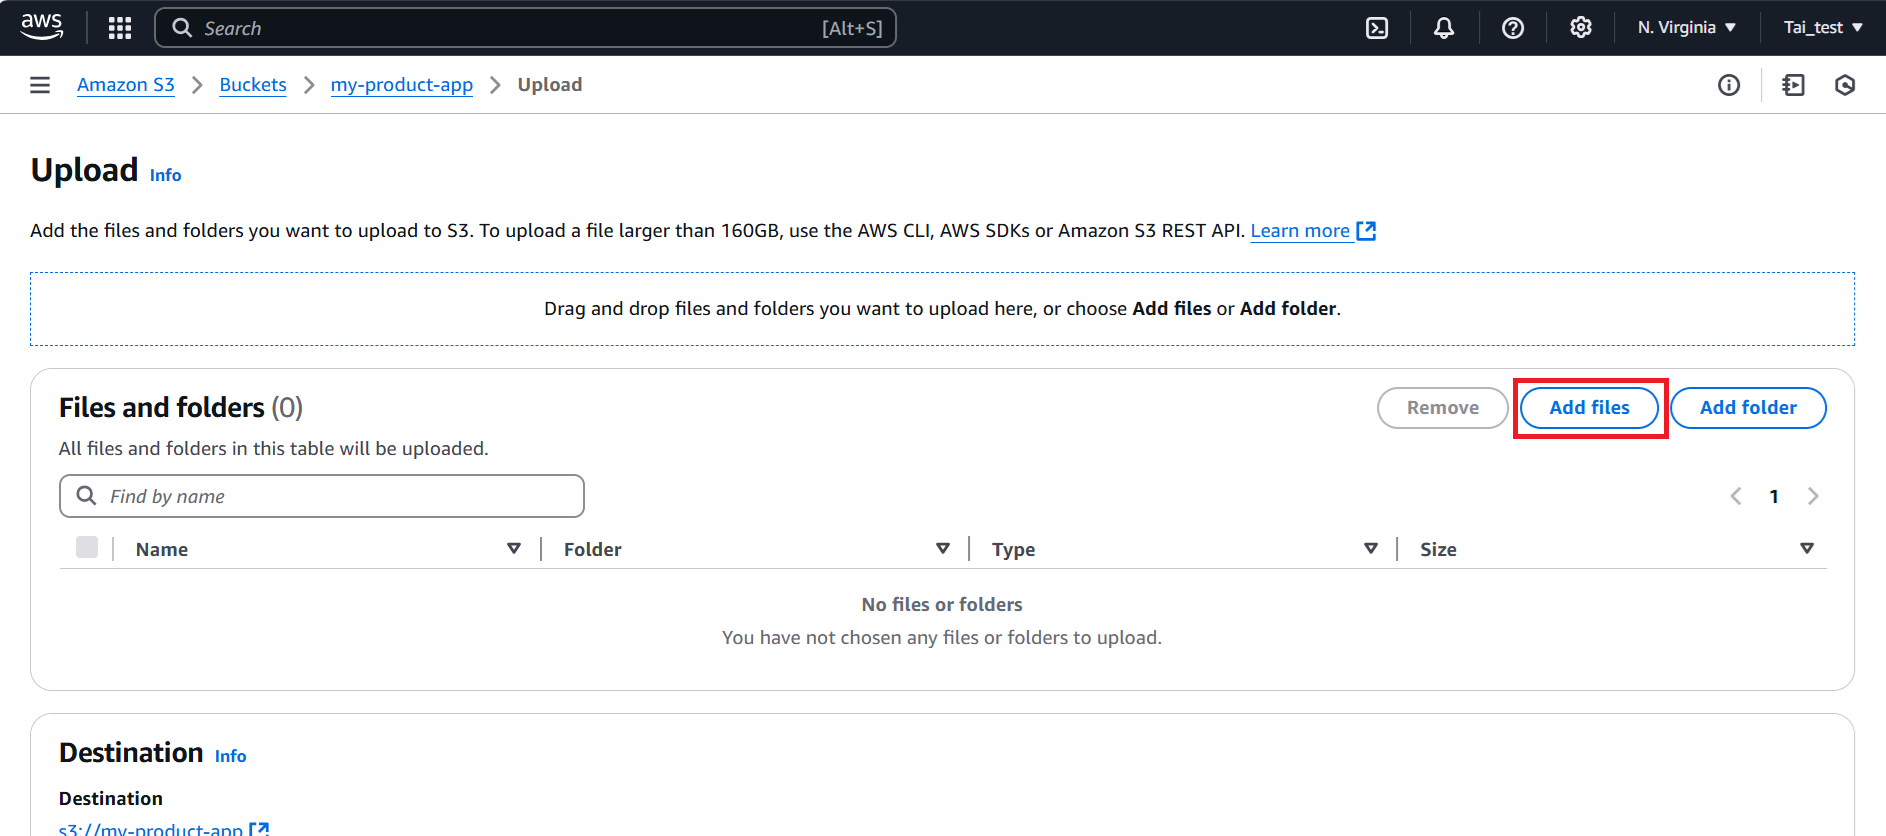 aws Search [Alt+S] N. Virginia Tai_test
Amazon S3 Buckets my-product-app Upload
Upload Info
Add the files and folders you want to upload to S3. To upload a file larger than 160GB, use the AWS CLI, AWS SDKs or Amazon S3 REST API. Learn more
Drag and drop files and folders you want to upload here, or choose Add files or Add folder.
Files and folders (0) Remove Add files Add folder
All files and folders in this table will be uploaded.
Find by name 1
Name Folder Type Size
No files or folders
You have not chosen any files or folders to upload.
Destination Info
Destination
s3://my-product-app